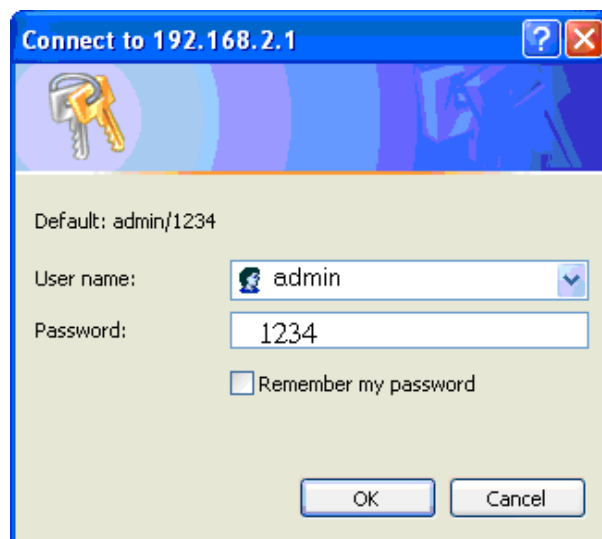 Connect to 192.168.2.1
Default: admin/1234
User name: admin
Password: 1234
Remember my password
OK Cancel